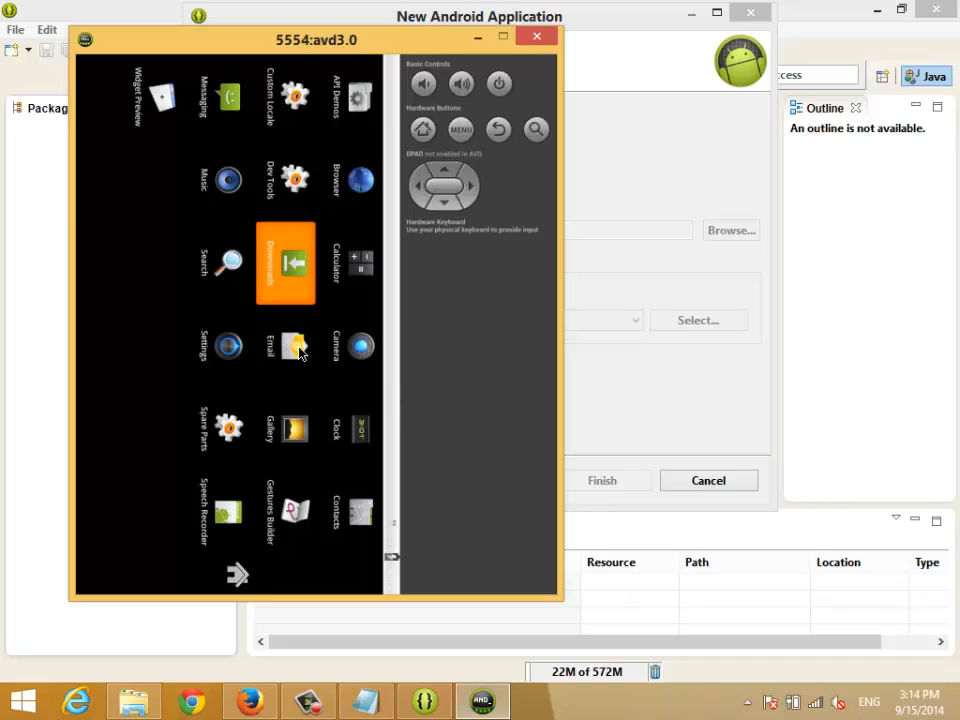 New Android Application
File Edit
5554:avd3.0
Basic Controls
Hardware Buttons
MENU
DPAD not enabled in AVD
Hardware Keyboard
Use your physical keyboard to provide input
API Demos
Browser
Calculator
Camera
Clock
Contacts
Custom Locale
Dev Tools
Downloads
Email
Gallery
Gestures Builder
Messaging
Music
Search
Settings
Spare Parts
Speech Recorder
Widget Preview
Packag
ccess
Java
Outline
An outline is not available.
Browse...
Select...
Finish
Cancel
Resource Path Location Type
22M of 572M
AND_
ENG
3:14 PM
9/15/2014